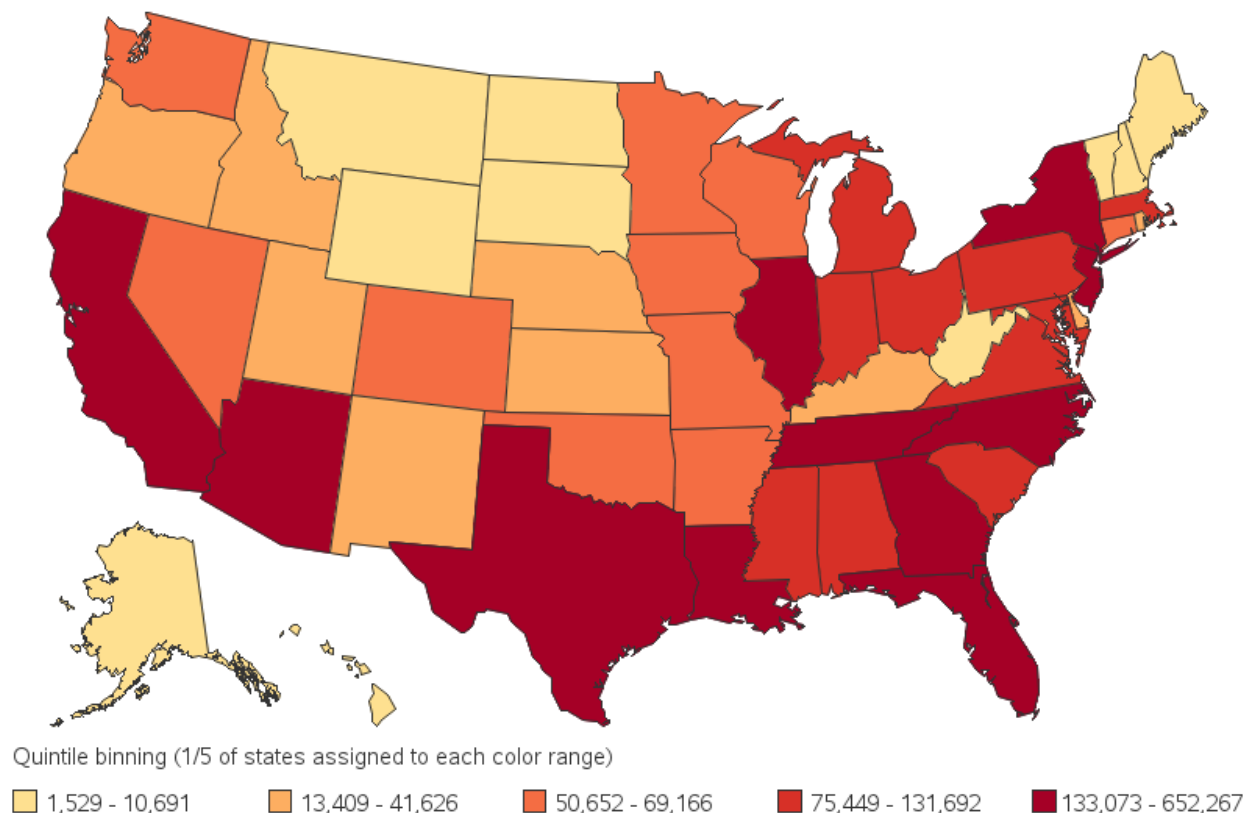 Quintile binning (1/5 of states assigned to each color range)
1,529 - 10,691 13,409 - 41,626 50,652 - 69,166 75,449 - 131,692 133,073 - 652,267